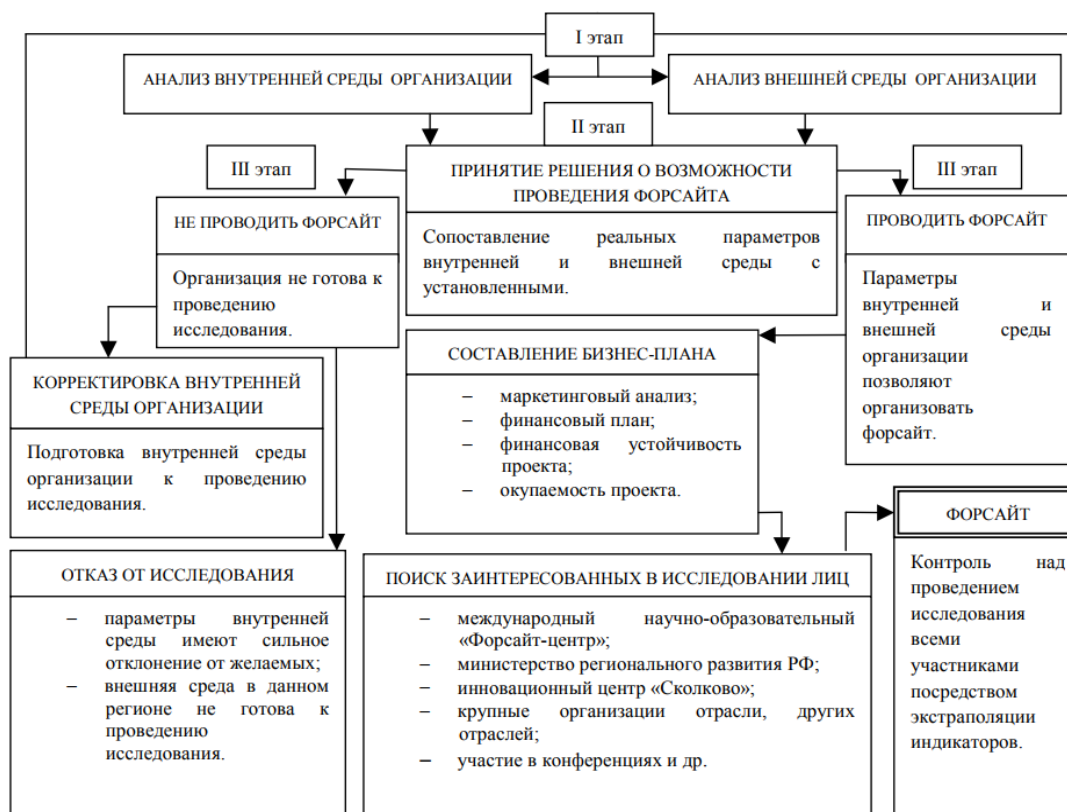 I этап
АНАЛИЗ ВНУТРЕННЕЙ СРЕДЫ ОРГАНИЗАЦИИ
АНАЛИЗ ВНЕШНЕЙ СРЕДЫ ОРГАНИЗАЦИИ
II этап
III этап
ПРИНЯТИЕ РЕШЕНИЯ О ВОЗМОЖНОСТИ
ПРОВЕДЕНИЯ ФОРСАЙТА
Сопоставление реальных параметров
внутренней и внешней среды с
установленными.
III этап
НЕ ПРОВОДИТЬ ФОРСАЙТ
Организация не готова к
проведению
исследования.
ПРОВОДИТЬ ФОРСАЙТ
Параметры
внутренней и
внешней среды
организации
позволяют
организовать
форсайт.
КОРРЕКТИРОВКА ВНУТРЕННЕЙ
СРЕДЫ ОРГАНИЗАЦИИ
Подготовка внутренней среды
организации к проведению
исследования.
СОСТАВЛЕНИЕ БИЗНЕС-ПЛАНА
– маркетинговый анализ;
– финансовый план;
– финансовая устойчивость
проекта;
– окупаемость проекта.
ОТКАЗ ОТ ИССЛЕДОВАНИЯ
– параметры внутренней
среды имеют сильное
отклонение от желаемых;
– внешняя среда в данном
регионе не готова к
проведению
исследования.
ПОИСК ЗАИНТЕРЕСОВАННЫХ В ИССЛЕДОВАНИИ ЛИЦ
– международный научно-образовательный
«Форсайт-центр»;
– министерство регионального развития РФ;
– инновационный центр «Сколково»;
– крупные организации отрасли, других
отраслей;
– участие в конференциях и др.
ФОРСАЙТ
Контроль над
проведением
исследования
всеми
участниками
посредством
экстраполяции
индикаторов.